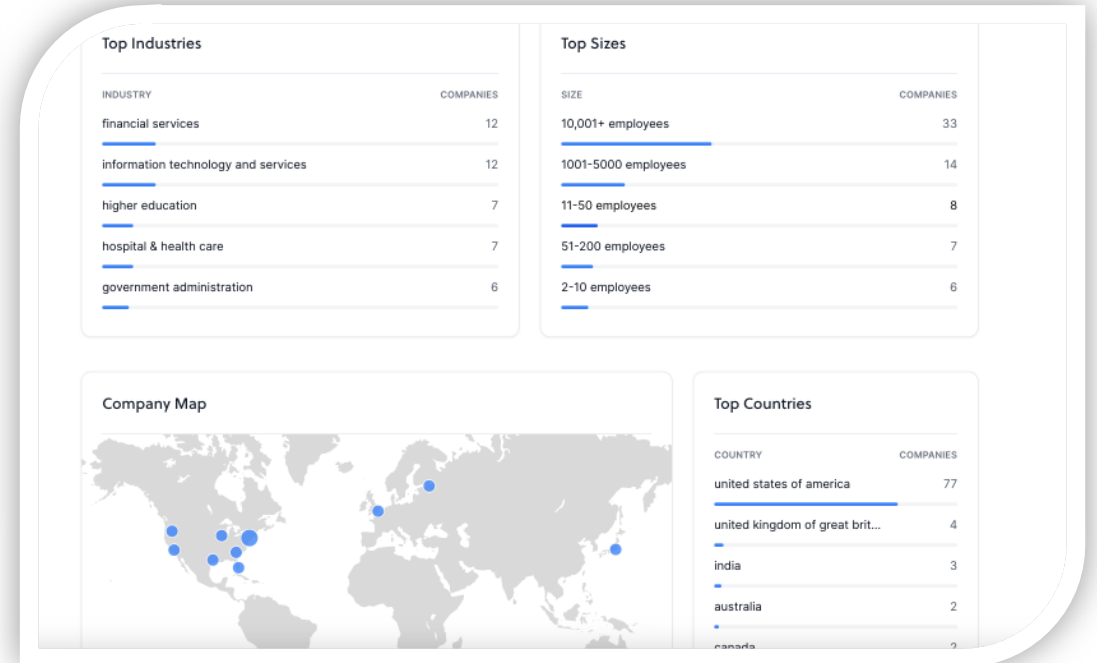 Top Industries
INDUSTRY COMPANIES
financial services 12
information technology and services 12
higher education 7
hospital & health care 7
government administration 6
Top Sizes
SIZE COMPANIES
10,001+ employees 33
1001-5000 employees 14
11-50 employees 8
51-200 employees 7
2-10 employees 6
Company Map
Top Countries
COUNTRY COMPANIES
united states of america 77
united kingdom of great brit... 4
india 3
australia 2
canada 2